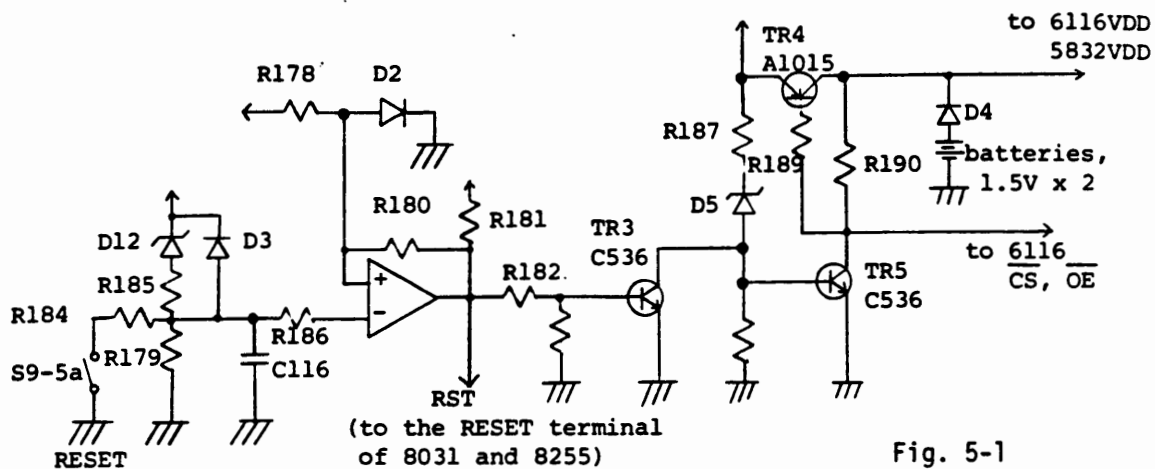 to 6116VDD
5832VDD
TR4
A1015
R178
D2
D4
R187
R189
R190
batteries,
1.5V x 2
R180
R181
D5
TR3
C536
D12
D3
to 6116
CS, OE
R182
TR5
C536
R185
R184
+
-
R186
R179
C116
S9-5a
RST
(to the RESET terminal
of 8031 and 8255)
RESET
Fig. 5-1